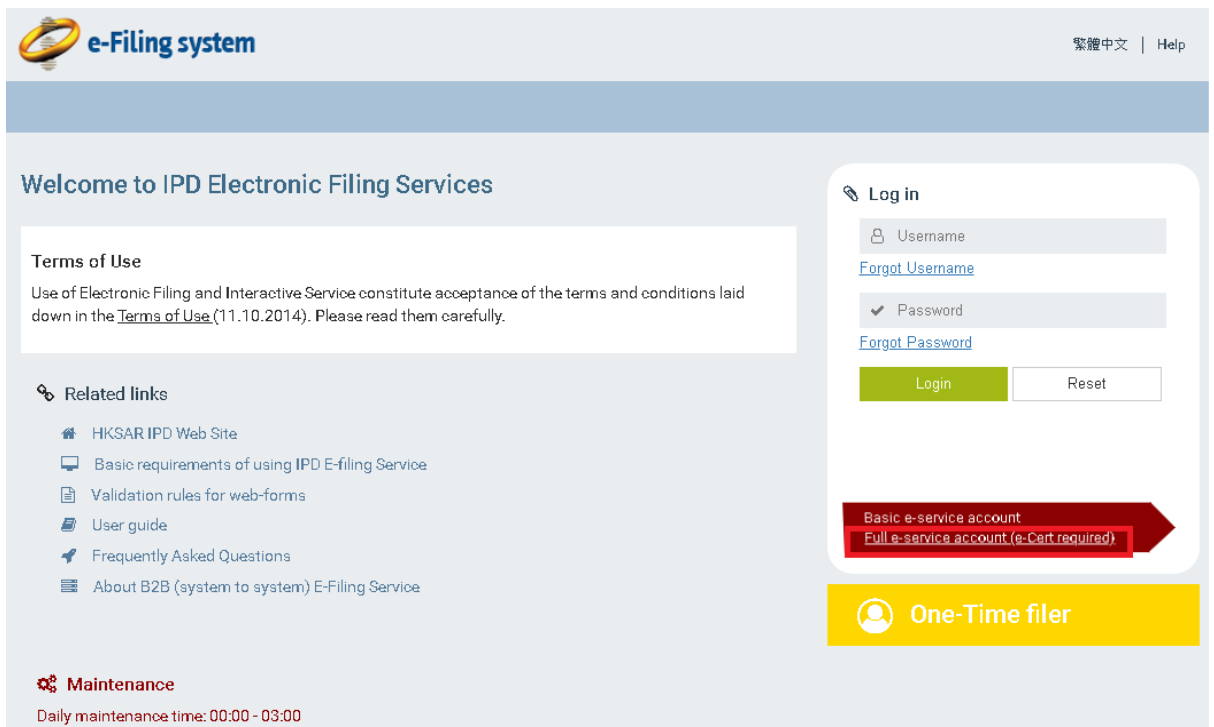 e-Filing system
繁體中文 | Help
Welcome to IPD Electronic Filing Services
Terms of Use
Use of Electronic Filing and Interactive Service constitute acceptance of the terms and conditions laid
down in the Terms of Use (11.10.2014). Please read them carefully.
Related links
HKSAR IPD Web Site
Basic requirements of using IPD E-filing Service
Validation rules for web-forms
User guide
Frequently Asked Questions
About B2B (system to system) E-Filing Service
Maintenance
Daily maintenance time: 00:00 - 03:00
Log in
Username
Forgot Username
Password
Forgot Password
Login Reset
Basic e-service account
Full e-service account (e-Cert required)
One-Time filer